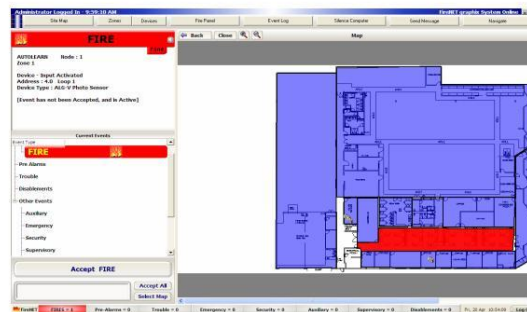 Administrator Logged In - 9:59:10 AM
FireNET graphic System Online
Site Map
Zones
Devices
Fire Panel
Event Log
Silence Computer
Send Message
Navigate
FIRE
FIRE
Back
Close
Map
AUTOLEARN Node : 1
Zone 1
Device - Input Activated
Address : 4.0 Loop 1
Device Type : ALG-V Photo Sensor
[Event has not been Accepted, and is Active]
Current Events
Event Type
FIRE
Pre Alarms
Trouble
Disablements
Other Events
Auxiliary
Emergency
Security
Supervisory
Accept FIRE
Accept All
Select Map
FireNET
FIRES = 1
Pre-Alarms = 0
Trouble = 0
Emergency = 0
Security = 0
Auxiliary = 0
Supervisory = 0
Disablements = 0
Log